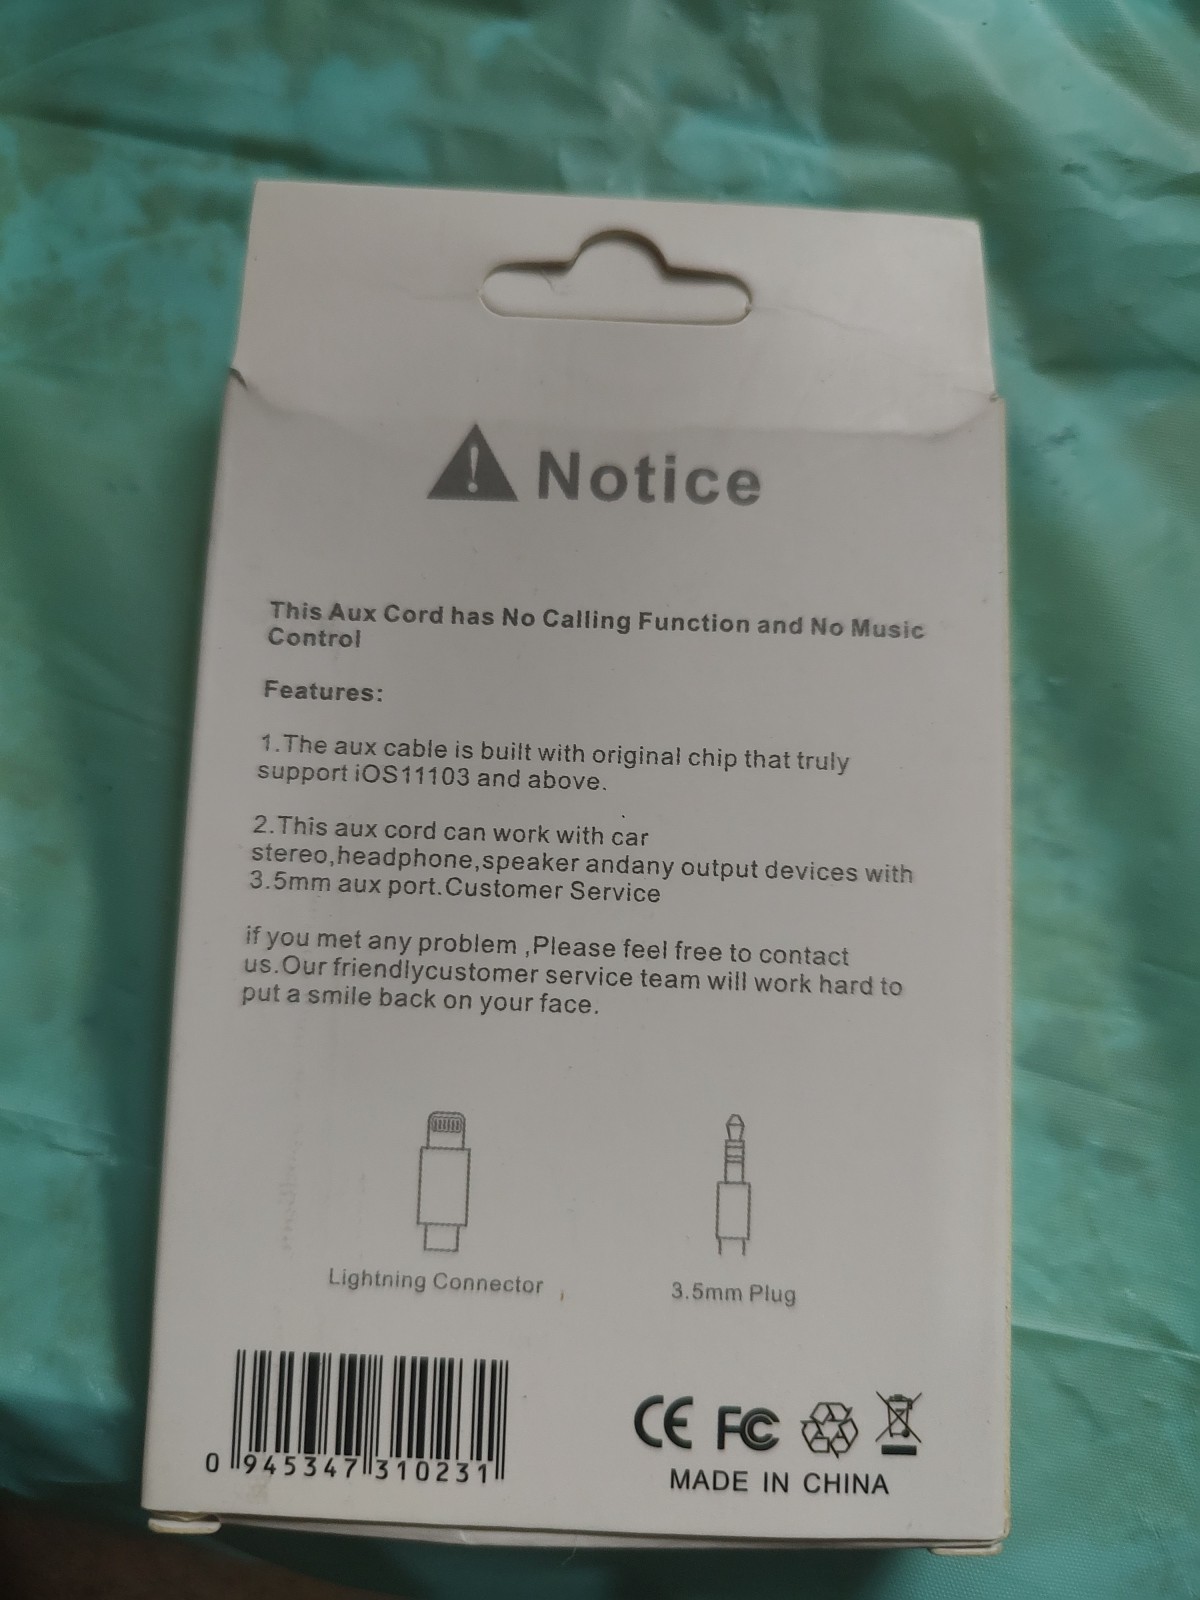 Notice
This Aux Cord has No Calling Function and No Music
Control
Features:
1.The aux cable is built with original chip that truly
support iOS11103 and above.
2.This aux cord can work with car
stereo,headphone,speaker andany output devices with
3.5mm aux port.Customer Service
if you met any problem ,Please feel free to contact
us.Our friendlycustomer service team will work hard to
put a smile back on your face.
Lightning Connector
3.5mm Plug
0 945347 310231
CE FC
MADE IN CHINA